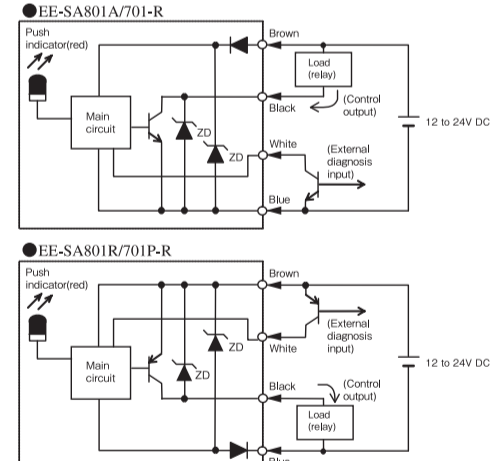 ●EE-SA801A/701-R
Push
indicator(red)
Brown
Load
(relay)
Main
circuit
Black
(Control
output)
ZD
ZD
White
(External
diagnosis
input)
12 to 24V DC
Blue
●EE-SA801R/701P-R
Push
indicator(red)
Brown
(External
diagnosis
input)
ZD
White
Main
circuit
ZD
12 to 24V DC
Black
(Control
output)
Load
(relay)
Blue